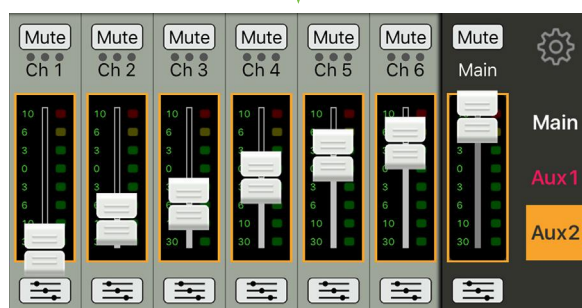 Mute Mute Mute Mute Mute Mute Mute
Ch 1 Ch 2 Ch 3 Ch 4 Ch 5 Ch 6 Main
10 10 10 10 10 10 10
6 6 6 6 6 6 6
3 3 3 3 3 3 3
0 0 0 0 0 0 0
3 3 3 3 3 3 3
6 6 6 6 6 6 6
10 10 10 10 10 10 10
30 30 30 30 30 30
Main
Aux1
Aux2